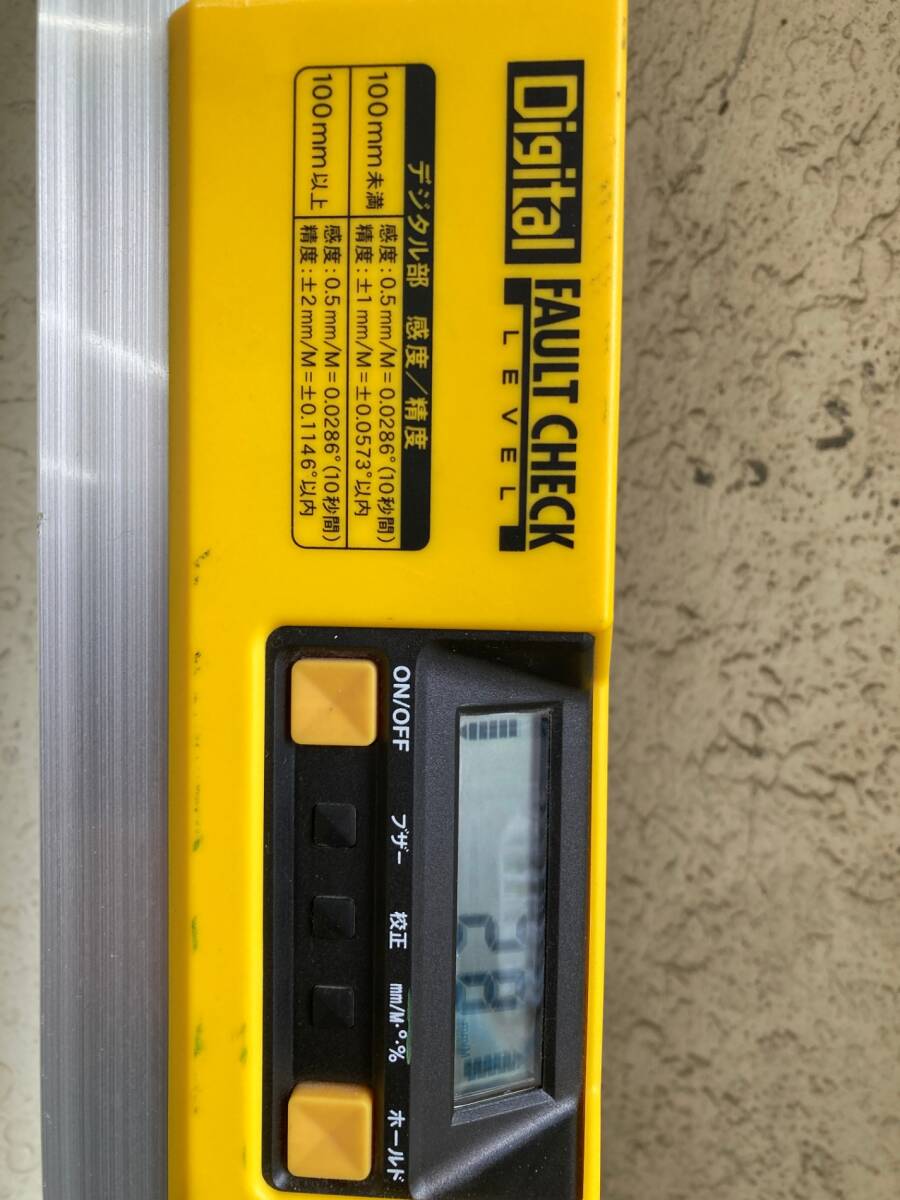 Digital FAULT CHECK
LEVEL
デジタル部 感度／精度
100mm未満
感度：0.5mm/M＝0.0286°(10秒間)
精度：±1mm/M＝±0.0573°以内
100mm以上
感度：0.5mm/M＝0.0286°(10秒間)
精度：±2mm/M＝±0.1146°以内
ON/OFF ブザー 校正 mm/M・°・% ホールド